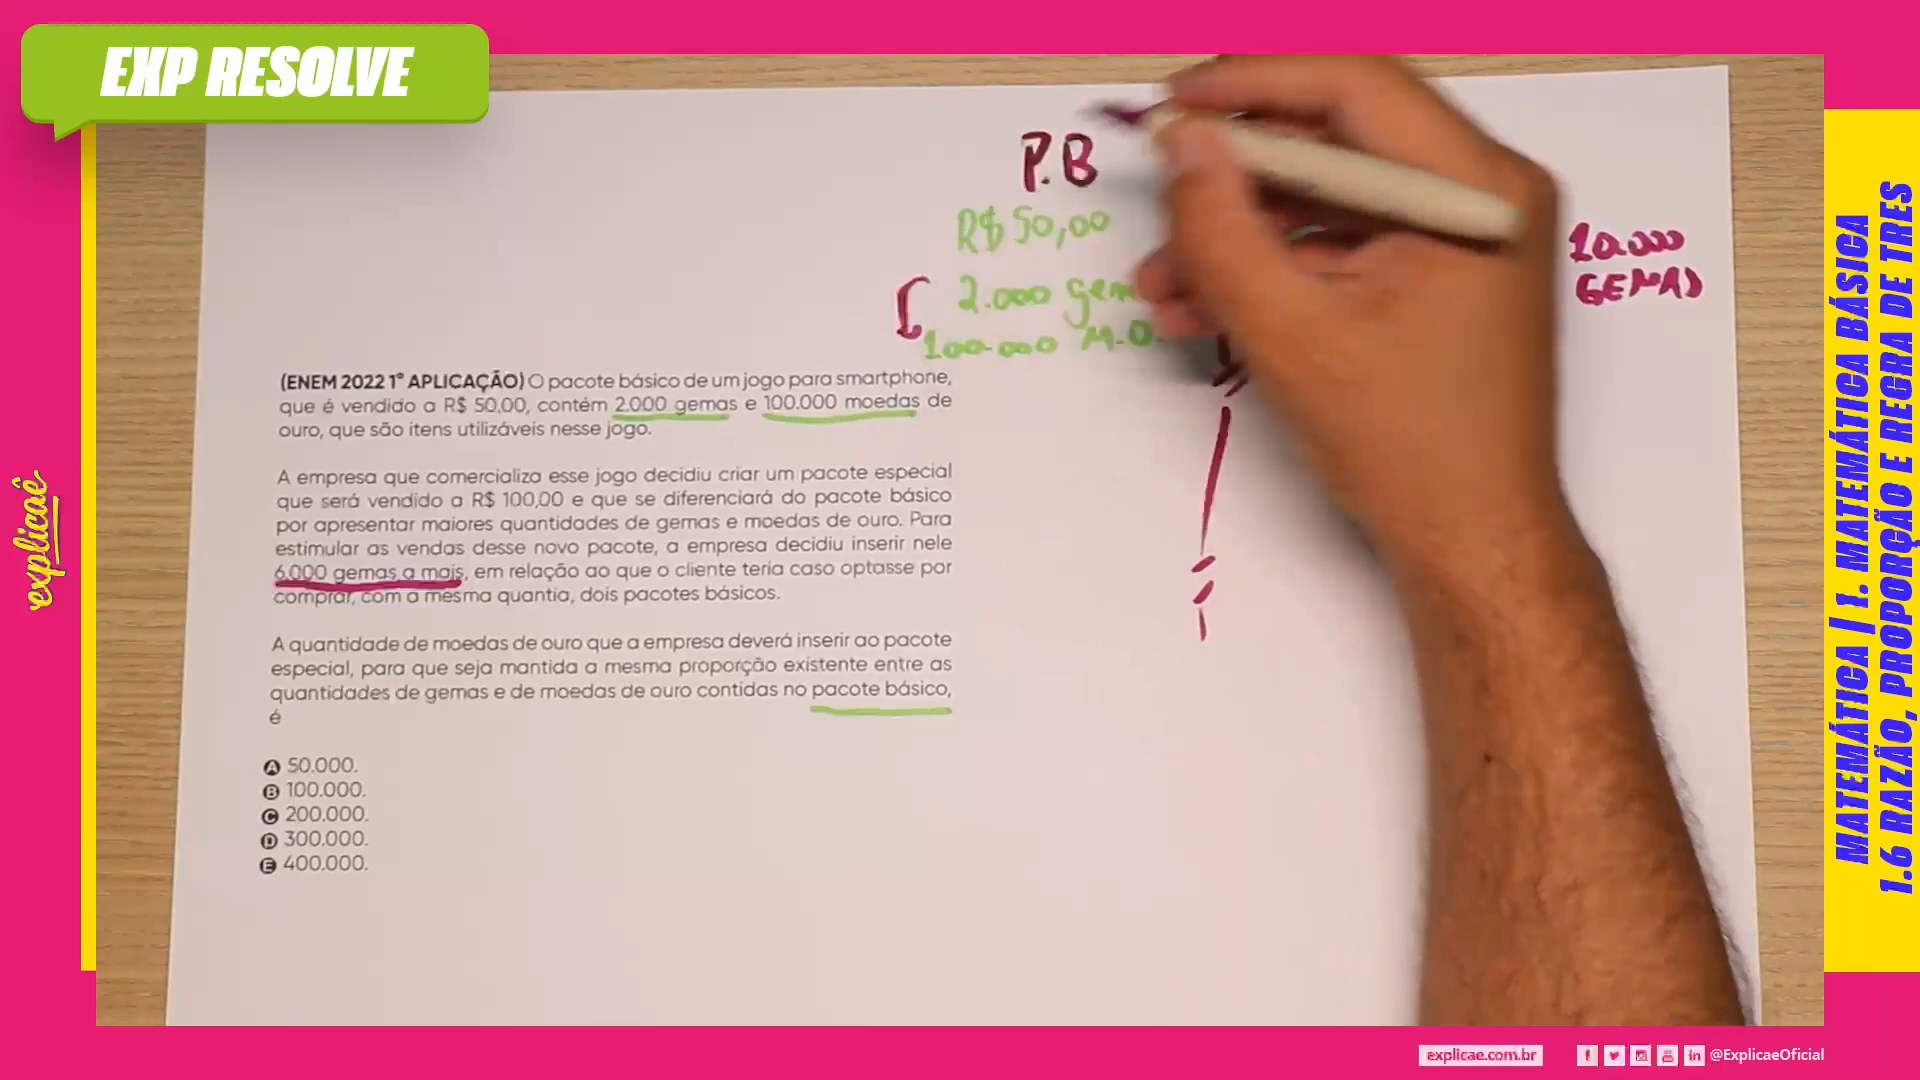 EXP RESOLVE
P.B
R$ 50,00
2.000
100.000 M.O.
10.000
GEMAS
(ENEM 2022 1° APLICAÇÃO) O pacote básico de um jogo para smartphone,
que é vendido a R$ 50,00, contém 2.000 gemas e 100.000 moedas de
ouro, que são itens utilizáveis nesse jogo.
A empresa que comercializa esse jogo decidiu criar um pacote especial
que será vendido a R$ 100,00 e que se diferenciará do pacote básico
por apresentar maiores quantidades de gemas e moedas de ouro. Para
estimular as vendas desse novo pacote, a empresa decidiu inserir nele
6.000 gemas a mais, em relação ao que o cliente teria caso optasse por
comprar, com a mesma quantia, dois pacotes básicos.
A quantidade de moedas de ouro que a empresa deverá inserir ao pacote
especial, para que seja mantida a mesma proporção existente entre as
quantidades de gemas e de moedas de ouro contidas no pacote básico,
é
A 50.000.
B 100.000.
C 200.000.
D 300.000.
E 400.000.
explicaê
MATEMÁTICA | 1. MATEMÁTICA BÁSICA
1.6 RAZÃO, PROPORÇÃO E REGRA DE TRES
explicae.com.br
@ExplicaeOficial